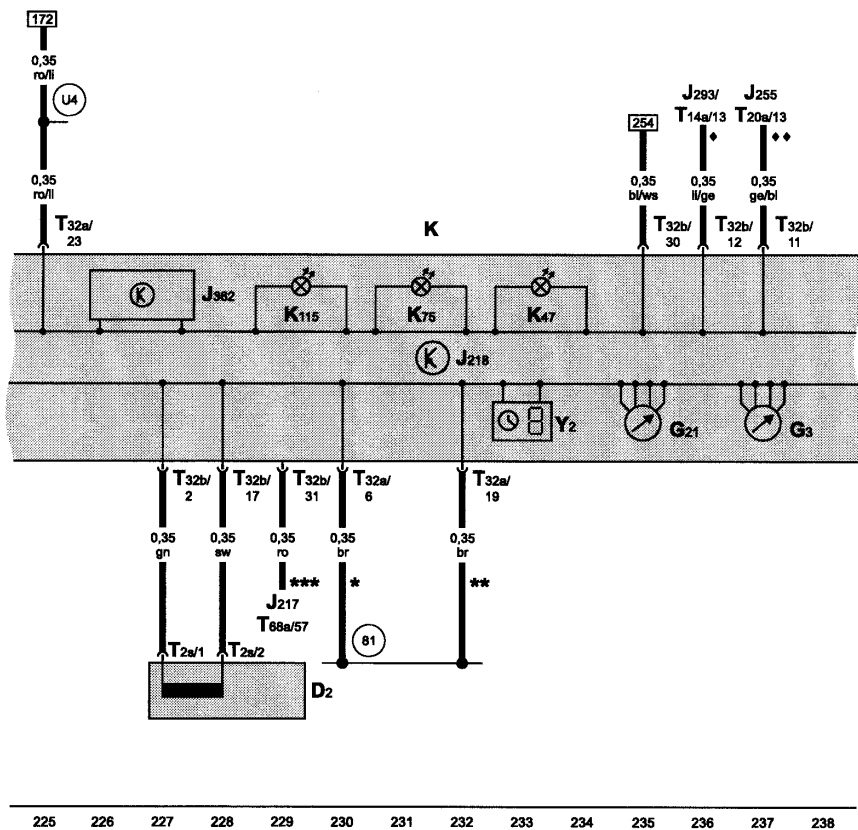 172
0,35
ro/li
U4
0,35
ro/li
T32a/
23
K
J293/
T14a/13
♦
J255
T20a/13
♦♦
254
0,35
bl/ws
0,35
li/ge
0,35
ge/bl
T32b/
30
T32b/
12
T32b/
11
K
J362
K115
K75
K47
K
J218
Y2
G21
G3
T32b/
2
T32b/
17
T32b/
31
T32a/
6
T32a/
19
0,35
gn
0,35
sw
0,35
ro
0,35
br
0,35
br
***
*
**
J217
T68a/57
81
T2s/1
T2s/2
D2
225 226 227 228 229 230 231 232 233 234 235 236 237 238